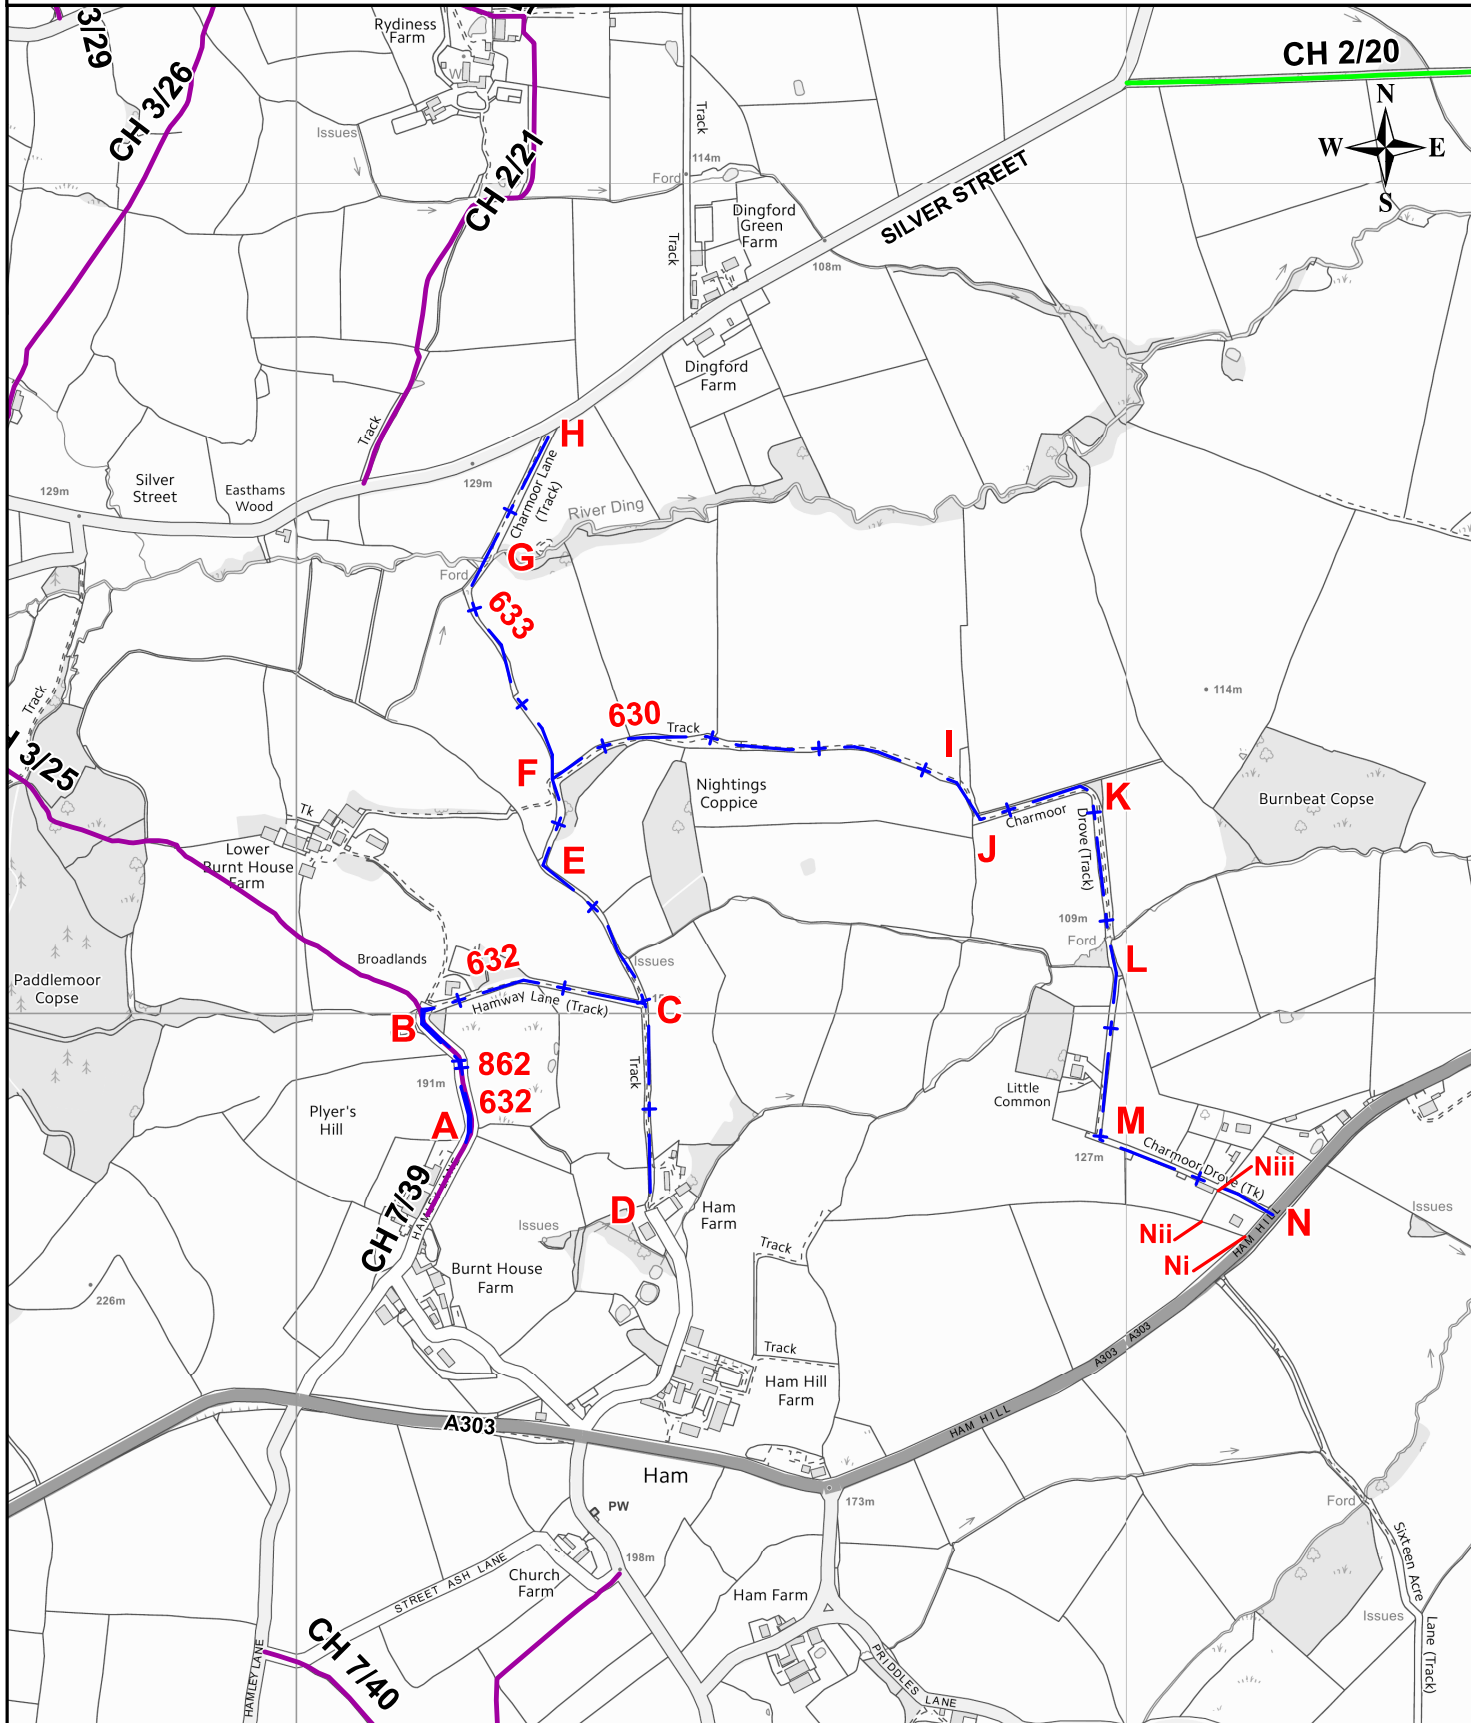 3/29
Rydiness
Farm
W
CH 3/26
CH 2/20
N
W
E
S
Issues
CH 2/21
Track
114m
Ford
Track
Dingford
Green
Farm
SILVER STREET
108m
Dingford
Farm
Track
H
Charmoor Lane
(Track)
129m
Silver
Street
Easthams
Wood
129m
River Ding
G
Ford
633
Track
114m
630
Track
I
3/25
F
Nightings
Coppice
K
Burnbeat Copse
Tk
Charmoor
Drove (Track)
J
Lower
Burnt House
Farm
E
109m
Ford
L
Broadlands
632
Issues
Paddlemoor
Copse
Hamway Lane (Track)
C
B
862
191m
632
Track
Little
Common
Plyer's
Hill
A
M
127m
Charmoor Drove (Tk)
Niii
CH 7/39
HAMLEY LANE
D
Ham
Farm
Issues
Track
N
Nii
Ni
HAM HILL
Issues
Burnt House
Farm
226m
Track
A303
A303
Ham Hill
Farm
A303
HAM HILL
Ham
173m
PW
Ford
198m
Sixteen Acre
Lane (Track)
STREET ASH LANE
Church
Farm
Ham Farm
Issues
CH 7/40
HAMLEY LANE
PRIDDLES
LANE